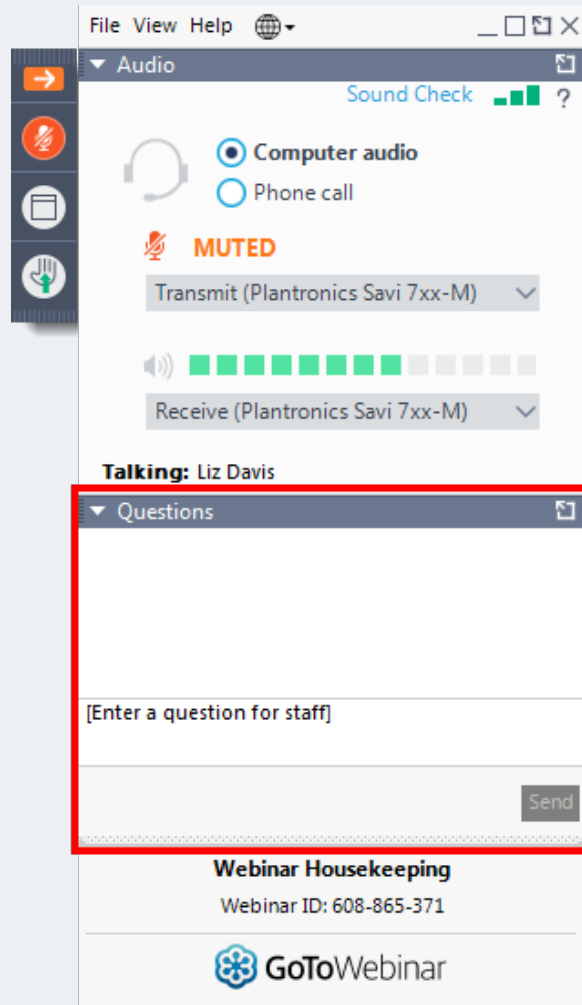 File View Help
Audio
Sound Check ?
Computer audio
Phone call
MUTED
Transmit (Plantronics Savi 7xx-M)
Receive (Plantronics Savi 7xx-M)
Talking: Liz Davis
Questions
[Enter a question for staff]
Send
Webinar Housekeeping
Webinar ID: 608-865-371
GoToWebinar